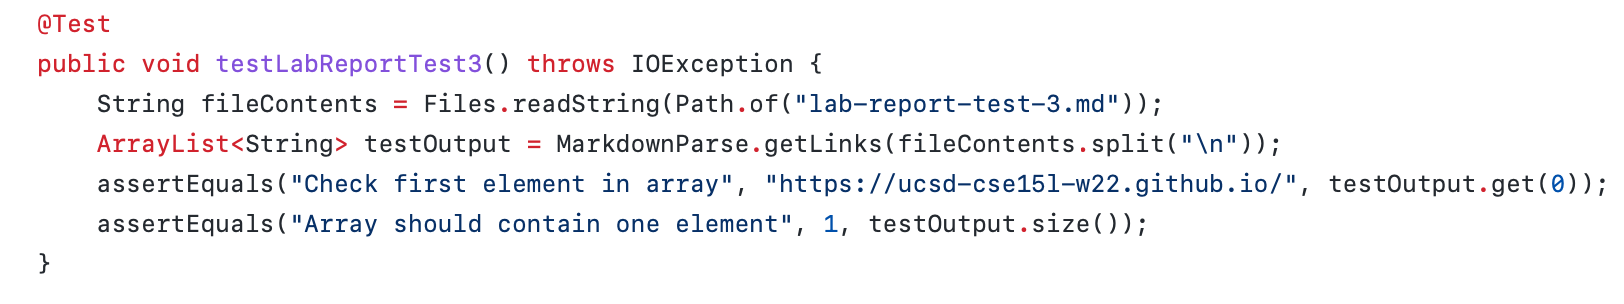 @Test
public void testLabReportTest3() throws IOException {
    String fileContents = Files.readString(Path.of("lab-report-test-3.md"));
    ArrayList<String> testOutput = MarkdownParse.getLinks(fileContents.split("\n"));
    assertEquals("Check first element in array", "https://ucsd-cse15l-w22.github.io/", testOutput.get(0));
    assertEquals("Array should contain one element", 1, testOutput.size());
}